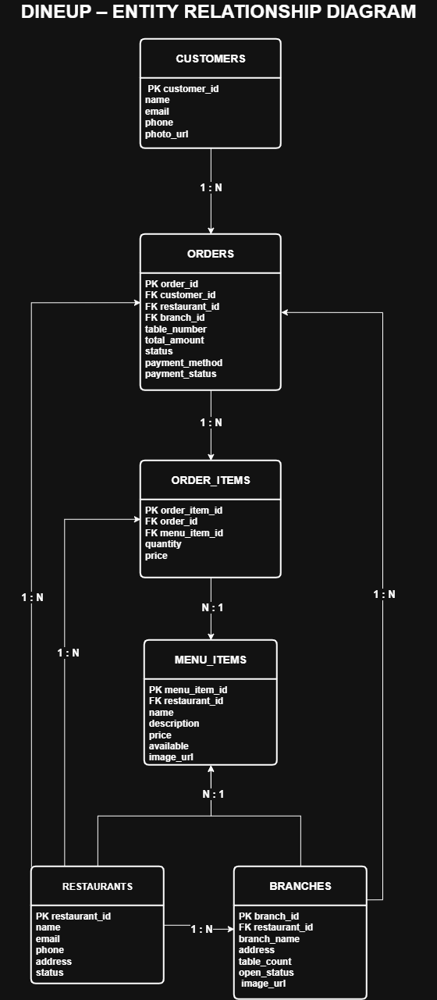 DINEUP – ENTITY RELATIONSHIP DIAGRAM
CUSTOMERS
PK customer_id
name
email
phone
photo_url
1 : N
ORDERS
PK order_id
FK customer_id
FK restaurant_id
FK branch_id
table_number
total_amount
status
payment_method
payment_status
1 : N
ORDER_ITEMS
PK order_item_id
FK order_id
FK menu_item_id
quantity
price
1 : N
1 : N
N : 1
1 : N
MENU_ITEMS
PK menu_item_id
FK restaurant_id
name
description
price
available
image_url
N : 1
RESTAURANTS
PK restaurant_id
name
email
phone
address
status
1 : N
BRANCHES
PK branch_id
FK restaurant_id
branch_name
address
table_count
open_status
image_url